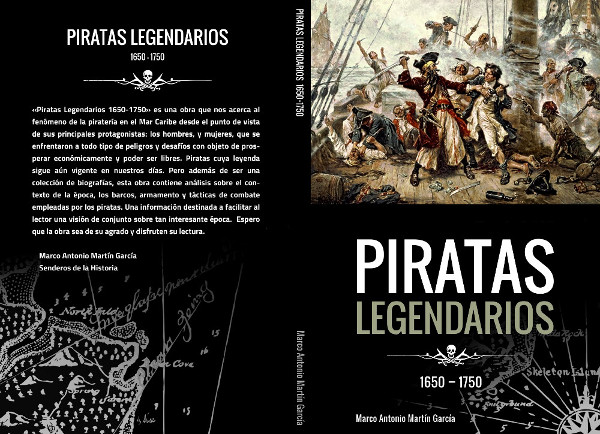 PIRATAS LEGENDARIOS
1650 - 1750
«Piratas Legendarios 1650-1750» es una obra que nos acerca al
fenòmeno de la piraterìa en el Mar Caribe desde el punto de vista
de sus principales protagonistas: los hombres, y mujeres, que se
enfrentaron a todo tipo de peligros y desafíos con objeto de pros-
perar económicamente y poder ser libres. Piratas cuya leyenda
sigue aún vigente en nuestros días. Pero además de ser una
colección de biografías, esta obra contiene análisis sobre el con-
texto de la época, los barcos, armamento y tácticas de combate
empleadas por los piratas. Una información destinada a facilitar al
lector una visión de conjunto sobre tan interesante época. Espero
que la obra sea de su agrado y disfruten su lectura.
Marco Antonio Martín García
Senderos de la Historia
North
Cove
PIRATAS LEGENDARIOS 1650-1750
Marco Antonio Martín García
PIRATAS
LEGENDARIOS
1650 – 1750
Marco Antonio Martín García
Skeleton Island